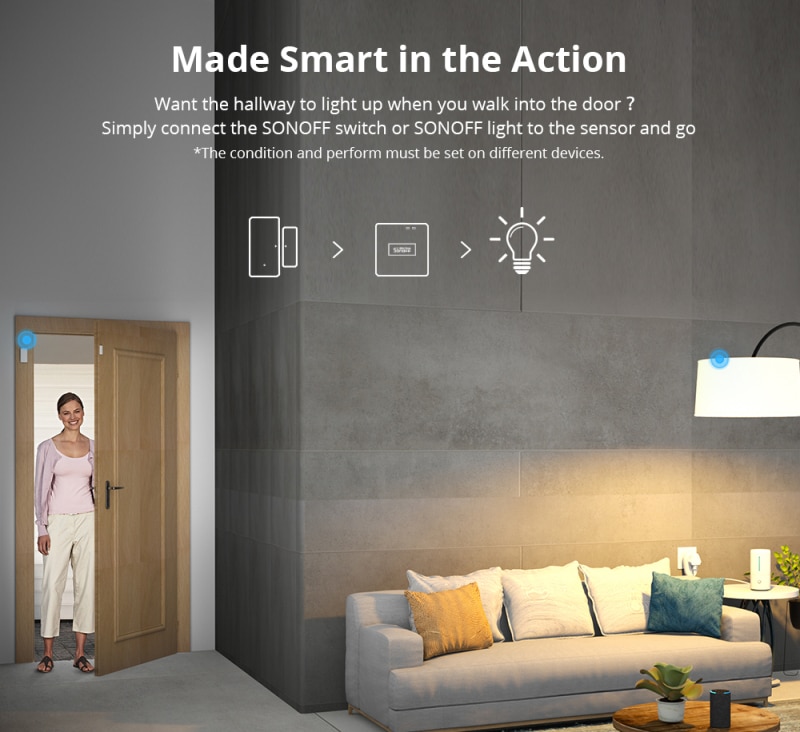 Made Smart in the Action
Want the hallway to light up when you walk into the door ?
Simply connect the SONOFF switch or SONOFF light to the sensor and go
*The condition and perform must be set on different devices.